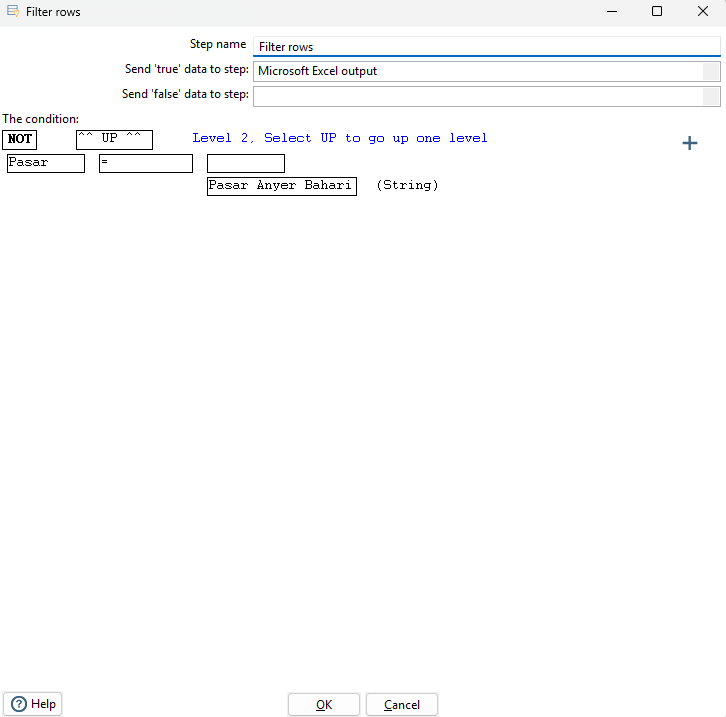 Filter rows
Step name Filter rows
Send 'true' data to step: Microsoft Excel output
Send 'false' data to step:
The condition:
NOT ^^ UP ^^ Level 2, Select UP to go up one level
Pasar =
Pasar Anyer Bahari (String)
Help OK Cancel